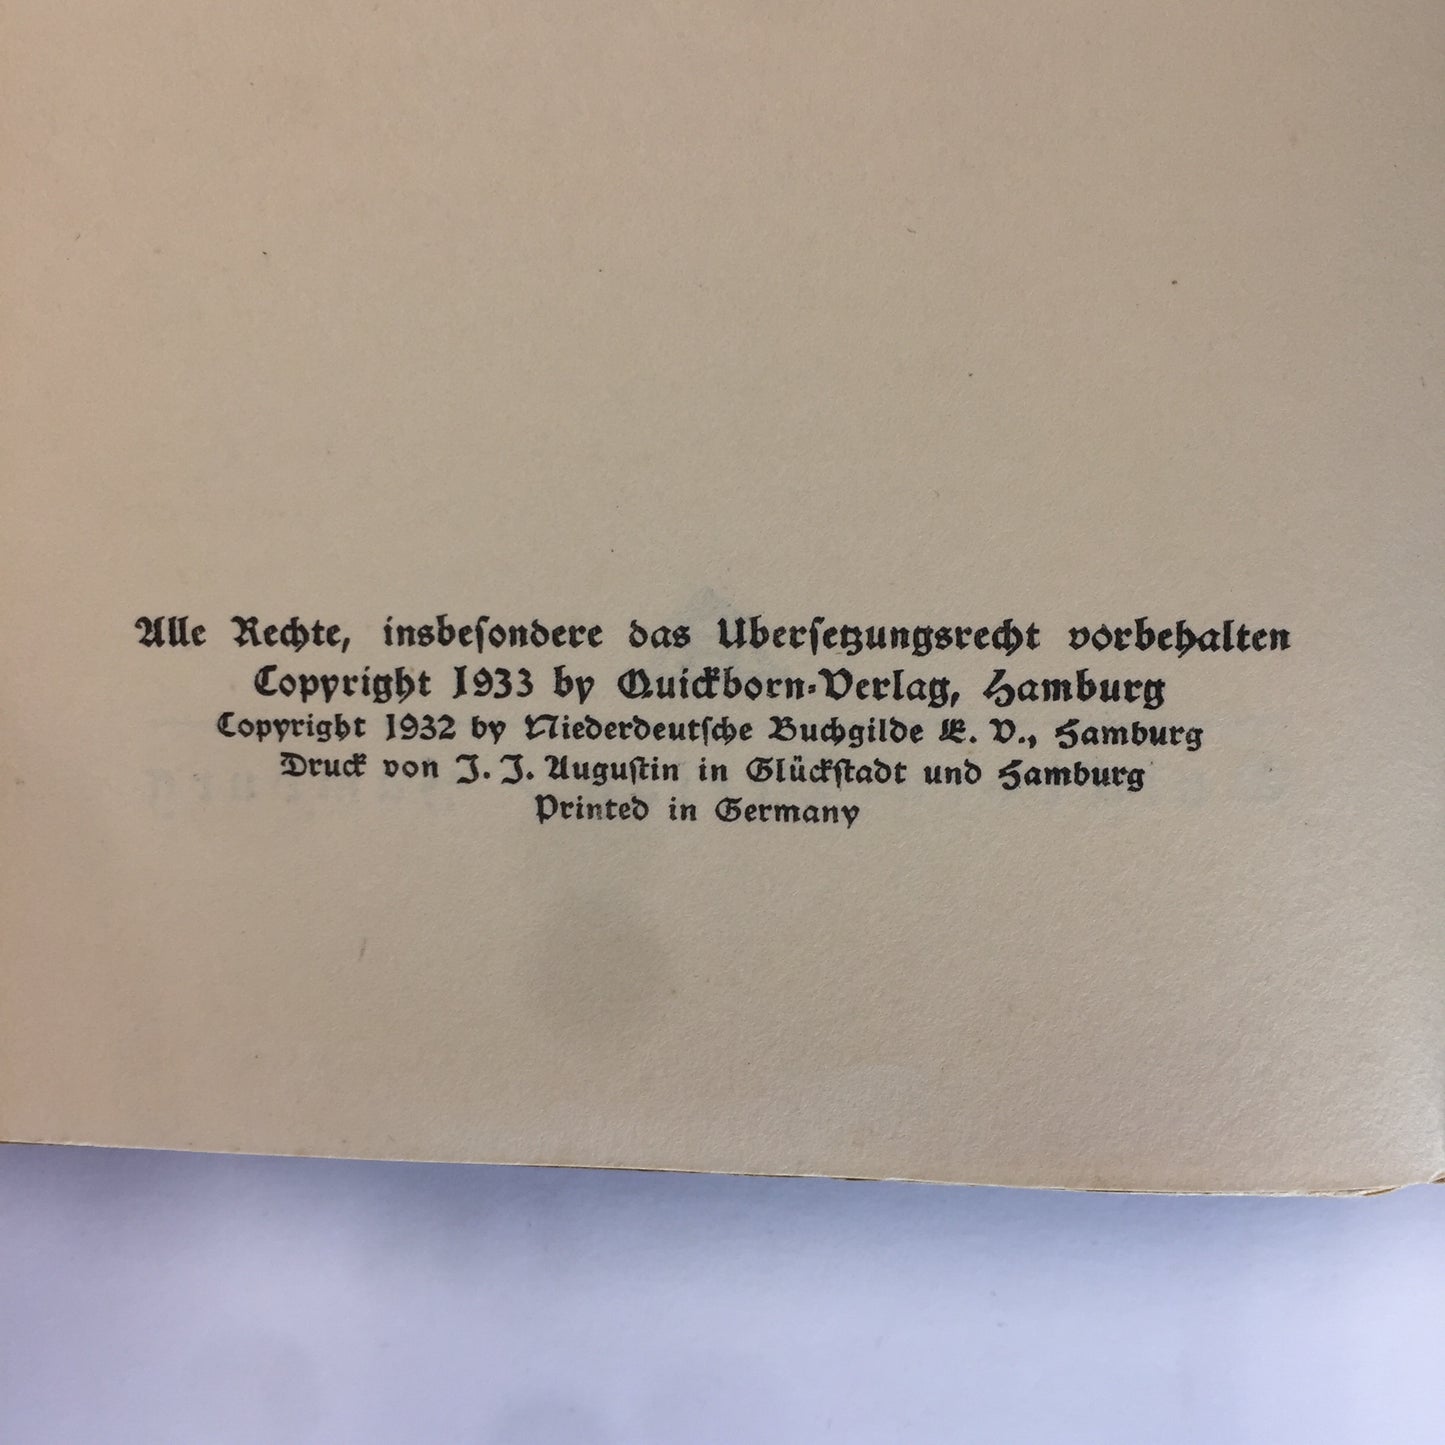 Alle Rechte, insbesondere das Ubersetzungsrecht vorbehalten
Copyright 1933 by Quickborn-Verlag, Hamburg
Copyright 1932 by Niederdeutsche Buchgilde E. V., Hamburg
Druck von J. J. Augustin in Glückstadt und Hamburg
Printed in Germany